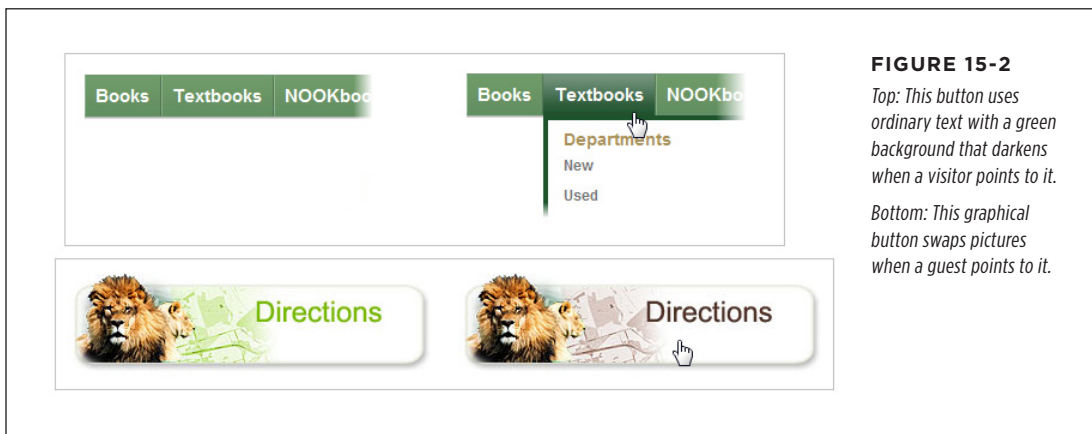 Books Textbooks NOOKboo
Books Textbooks NOOKbo
Departments
New
Used
Directions
Directions
FIGURE 15-2
Top: This button uses
ordinary text with a green
background that darkens
when a visitor points to it.
Bottom: This graphical
button swaps pictures
when a guest points to it.